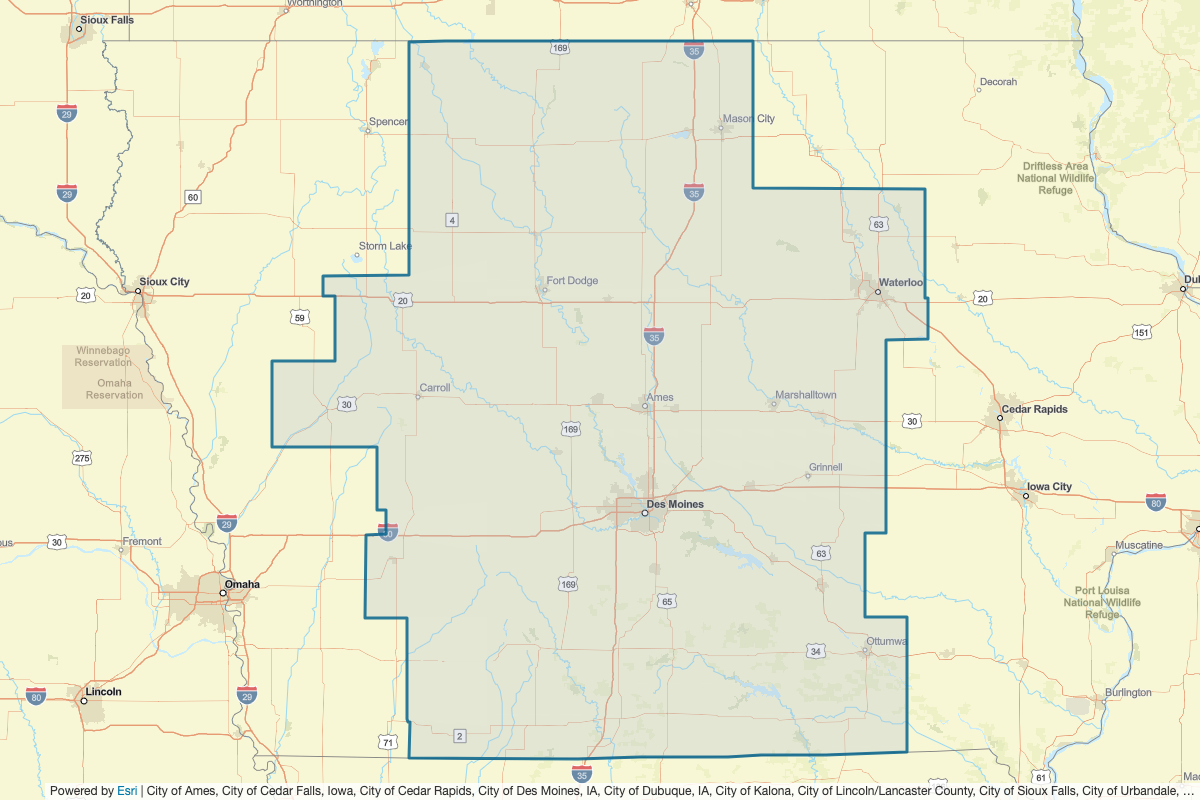 Worthington
Sioux Falls
169
35
Decorah
29
Spencer
Mason City
Driftless Area
National Wildlife
Refuge
29
60
35
4
63
Storm Lake
Sioux City
Fort Dodge
Waterloo
20
20
20
59
35
151
Winnebago
Reservation
Omaha
Reservation
Carroll
Ames
Marshalltown
30
Cedar Rapids
169
30
275
Grinnell
Iowa City
Des Moines
80
29
30
Fremont
63
Muscatine
Omaha
169
65
Port Louisa
National Wildlife
Refuge
Ottumwa
34
Lincoln
80
29
Burlington
71
2
35
61
Powered by Esri | City of Ames, City of Cedar Falls, Iowa, City of Cedar Rapids, City of Des Moines, IA, City of Dubuque, IA, City of Kalona, City of Lincoln/Lancaster County, City of Sioux Falls, City of Urbandale, ...